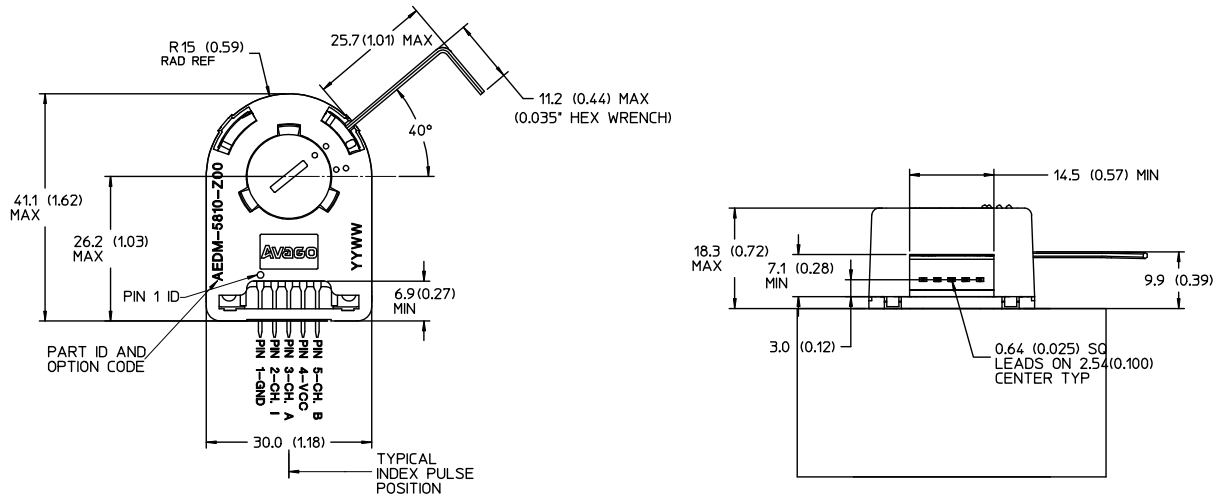 R15 (0.59)
RAD REF
25.7(1.01) MAX
11.2 (0.44) MAX
(0.035" HEX WRENCH)
40°
41.1 (1.62)
MAX
26.2 (1.03)
MAX
AEDM-5810-Z00
YYWW
Avago
PIN 1 ID
6.9(0.27)
MIN
PART ID AND
OPTION CODE
PIN 1-GND
PIN 2-CH. I
PIN 3-CH. A
PIN 4-VCC
PIN 5-CH. B
30.0 (1.18)
TYPICAL
INDEX PULSE
POSITION
14.5 (0.57) MIN
18.3 (0.72)
MAX
7.1 (0.28)
MIN
9.9 (0.39)
3.0 (0.12)
0.64 (0.025) SQ
LEADS ON 2.54(0.100)
CENTER TYP